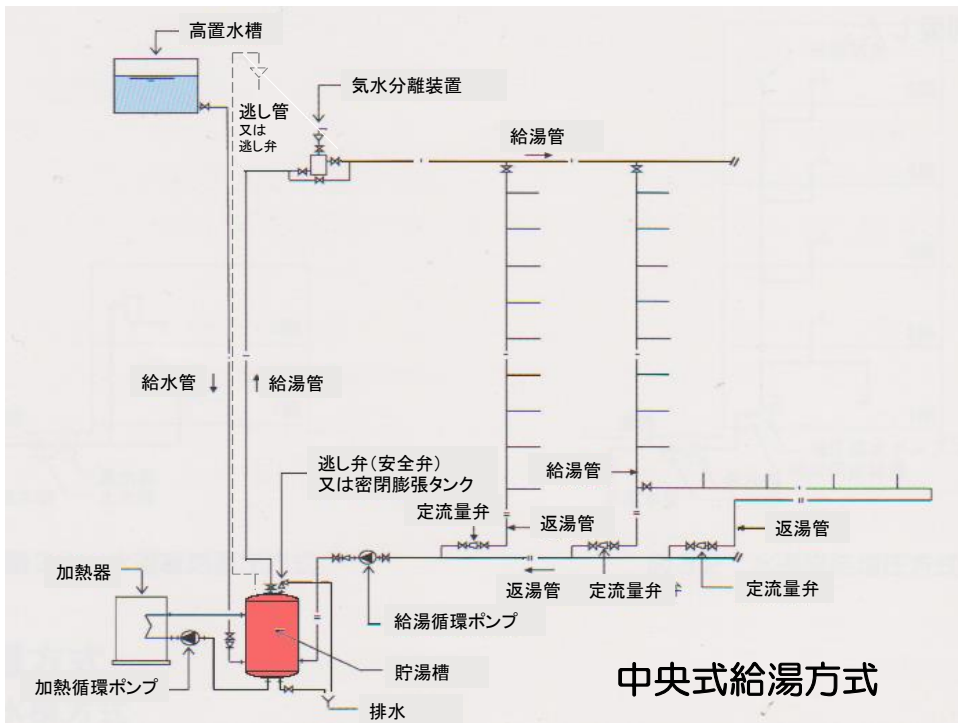 高置水槽
気水分離装置
逃し管
又は
逃し弁
給湯管
給水管
給湯管
逃し弁(安全弁)
又は密閉膨張タンク
給湯管
定流量弁
返湯管
返湯管
加熱器
返湯管
定流量弁
定流量弁
給湯循環ポンプ
貯湯槽
加熱循環ポンプ
排水
中央式給湯方式